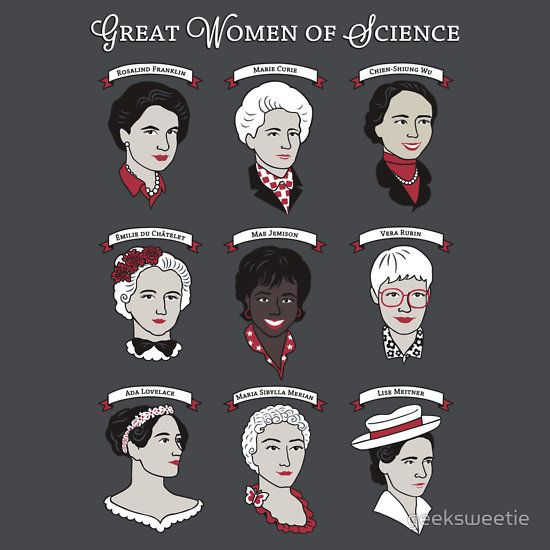 Great Women of Science
Rosalind Franklin
Marie Curie
Chien-Shiung Wu
Émilie du Châtelet
Mae Jemison
Vera Rubin
Ada Lovelace
Maria Sibylla Merian
Lise Meitner
geeksweetie